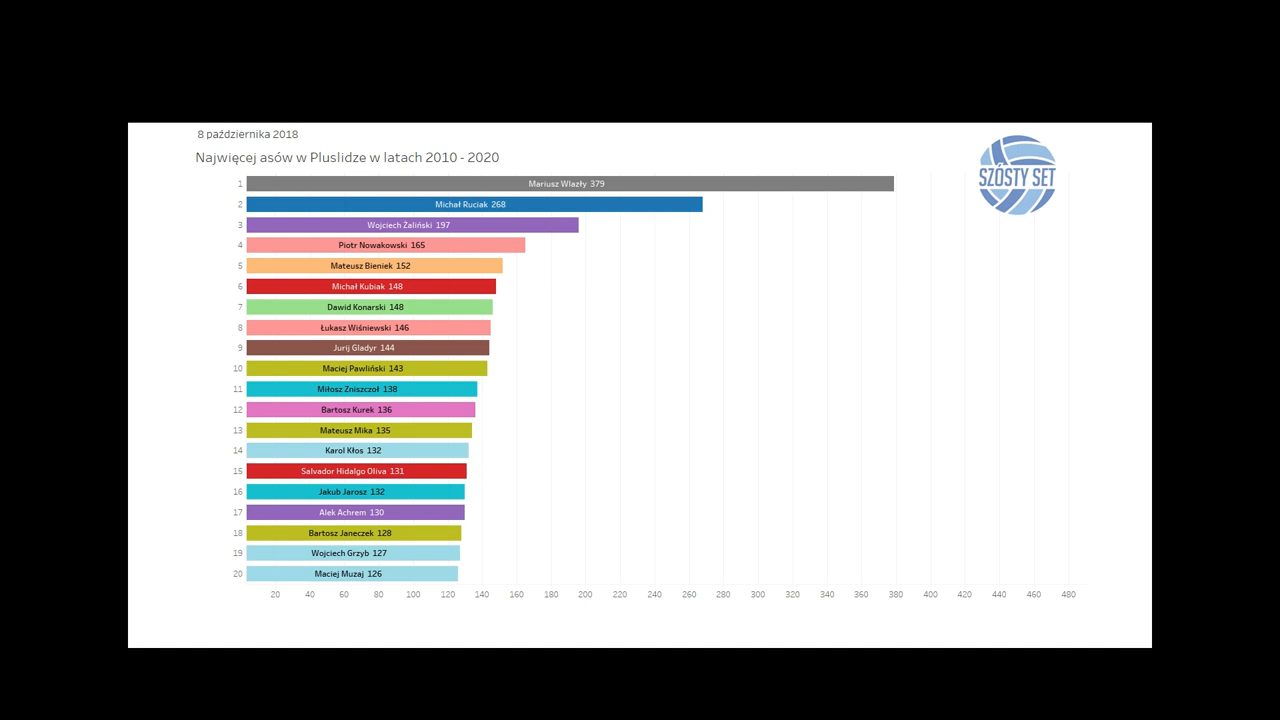 8 października 2018
Najwięcej asów w Pluslidze w latach 2010 - 2020
SZÓSTY SET
1 Mariusz Wlazły 379
2 Michał Ruciak 268
3 Wojciech Żaliński 197
4 Piotr Nowakowski 165
5 Mateusz Bieniek 152
6 Michał Kubiak 148
7 Dawid Konarski 148
8 Łukasz Wiśniewski 146
9 Jurij Gladyr 144
10 Maciej Pawliński 143
11 Miłosz Zniszczoł 138
12 Bartosz Kurek 136
13 Mateusz Mika 135
14 Karol Kłos 132
15 Salvador Hidalgo Oliva 131
16 Jakub Jarosz 132
17 Alek Achrem 130
18 Bartosz Janeczek 128
19 Wojciech Grzyb 127
20 Maciej Muzaj 126
20 40 60 80 100 120 140 160 180 200 220 240 260 280 300 320 340 360 380 400 420 440 460 480